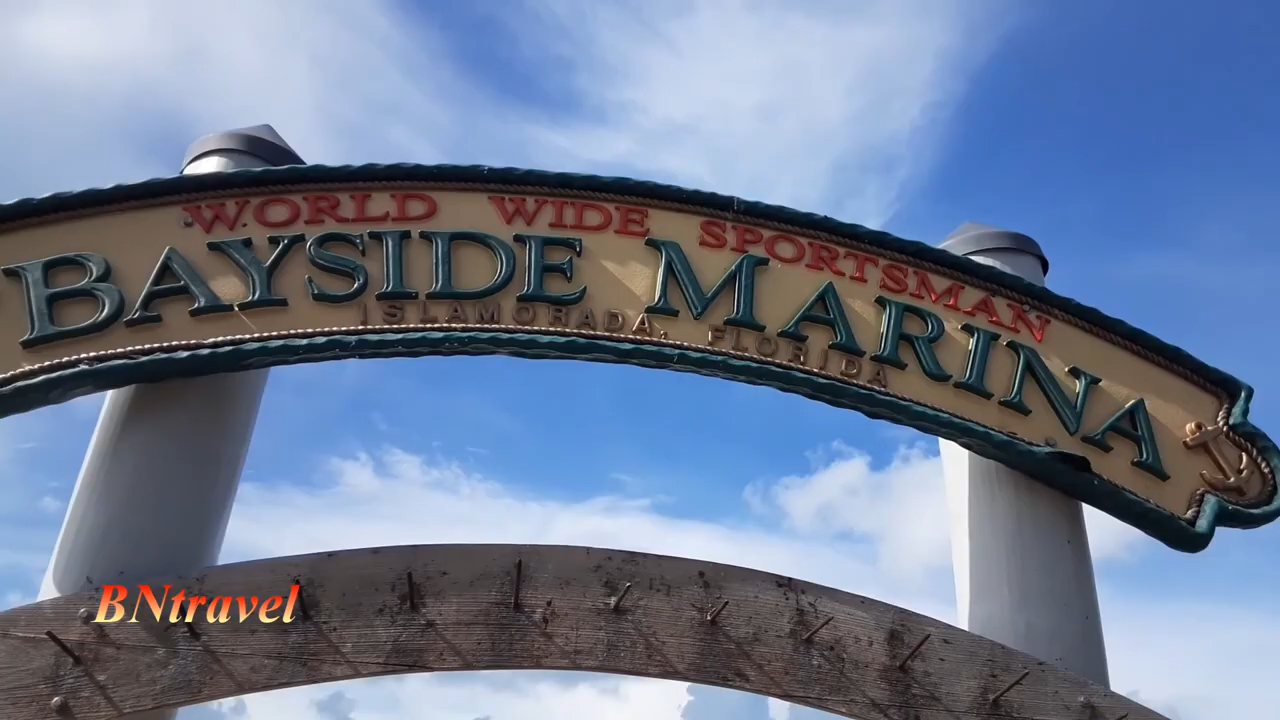 WORLD WIDE SPORTSMAN
BAYSIDE MARINA
ISLAMORADA, FLORIDA
BNtravel